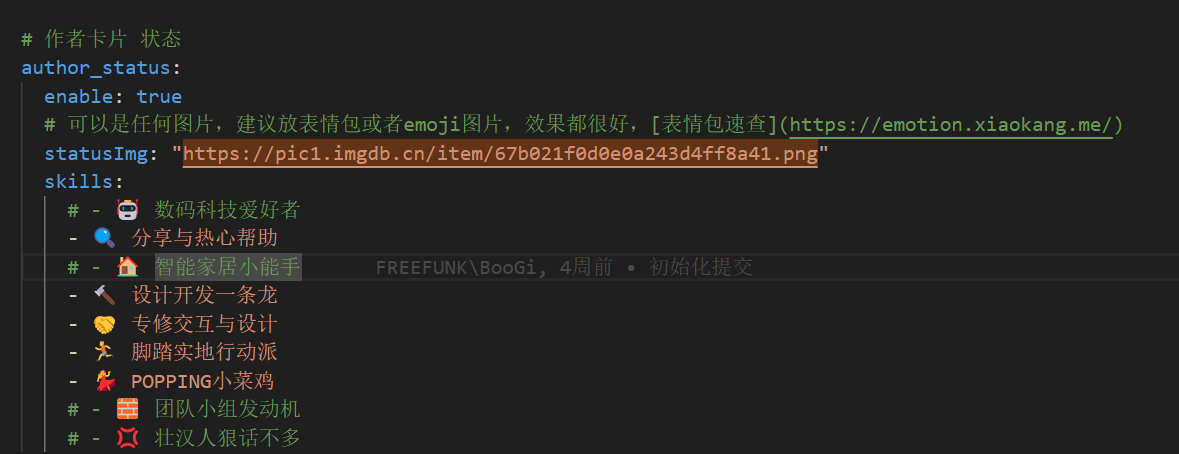 # 作者卡片 状态
author_status:
enable: true
# 可以是任何图片，建议放表情包或者emoji图片，效果都很好，[表情包速查](https://emotion.xiaokang.me/)
statusImg: "https://pic1.imgdb.cn/item/67b021f0d0e0a243d4ff8a41.png"
skills:
# - 🤖 数码科技爱好者
- 🔍 分享与热心帮助
# - 🏠 智能家居小能手 FREEFUNK\BooGi, 4周前 • 初始化提交
- 🔨 设计开发一条龙
- 🤝 专修交互与设计
- 🏃 脚踏实地行动派
- 💃 POPPING小菜鸡
# - 🧱 团队小组发动机
# - 💢 壮汉人狠话不多